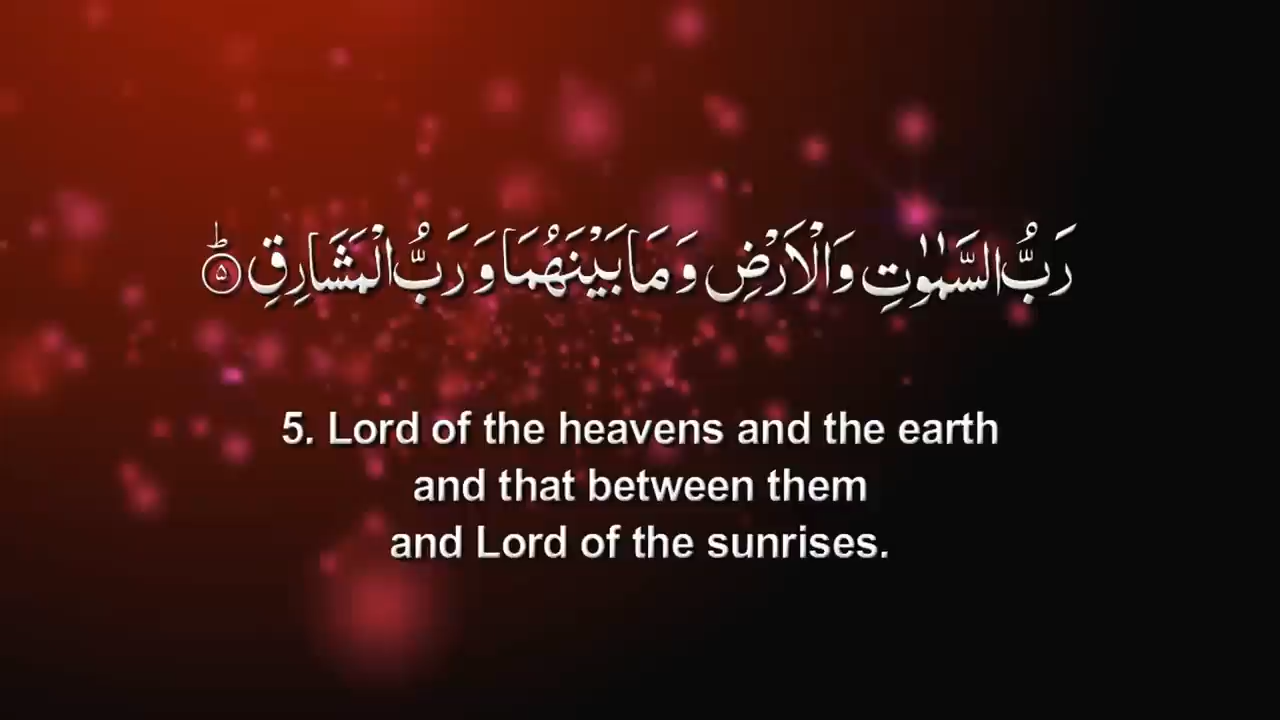 رَبُّ السَّمٰوٰتِ وَالْاَرْضِ وَمَا بَيْنَهُمَا وَرَبُّ الْمَشَارِقِ ؕ ۵
5. Lord of the heavens and the earth
and that between them
and Lord of the sunrises.